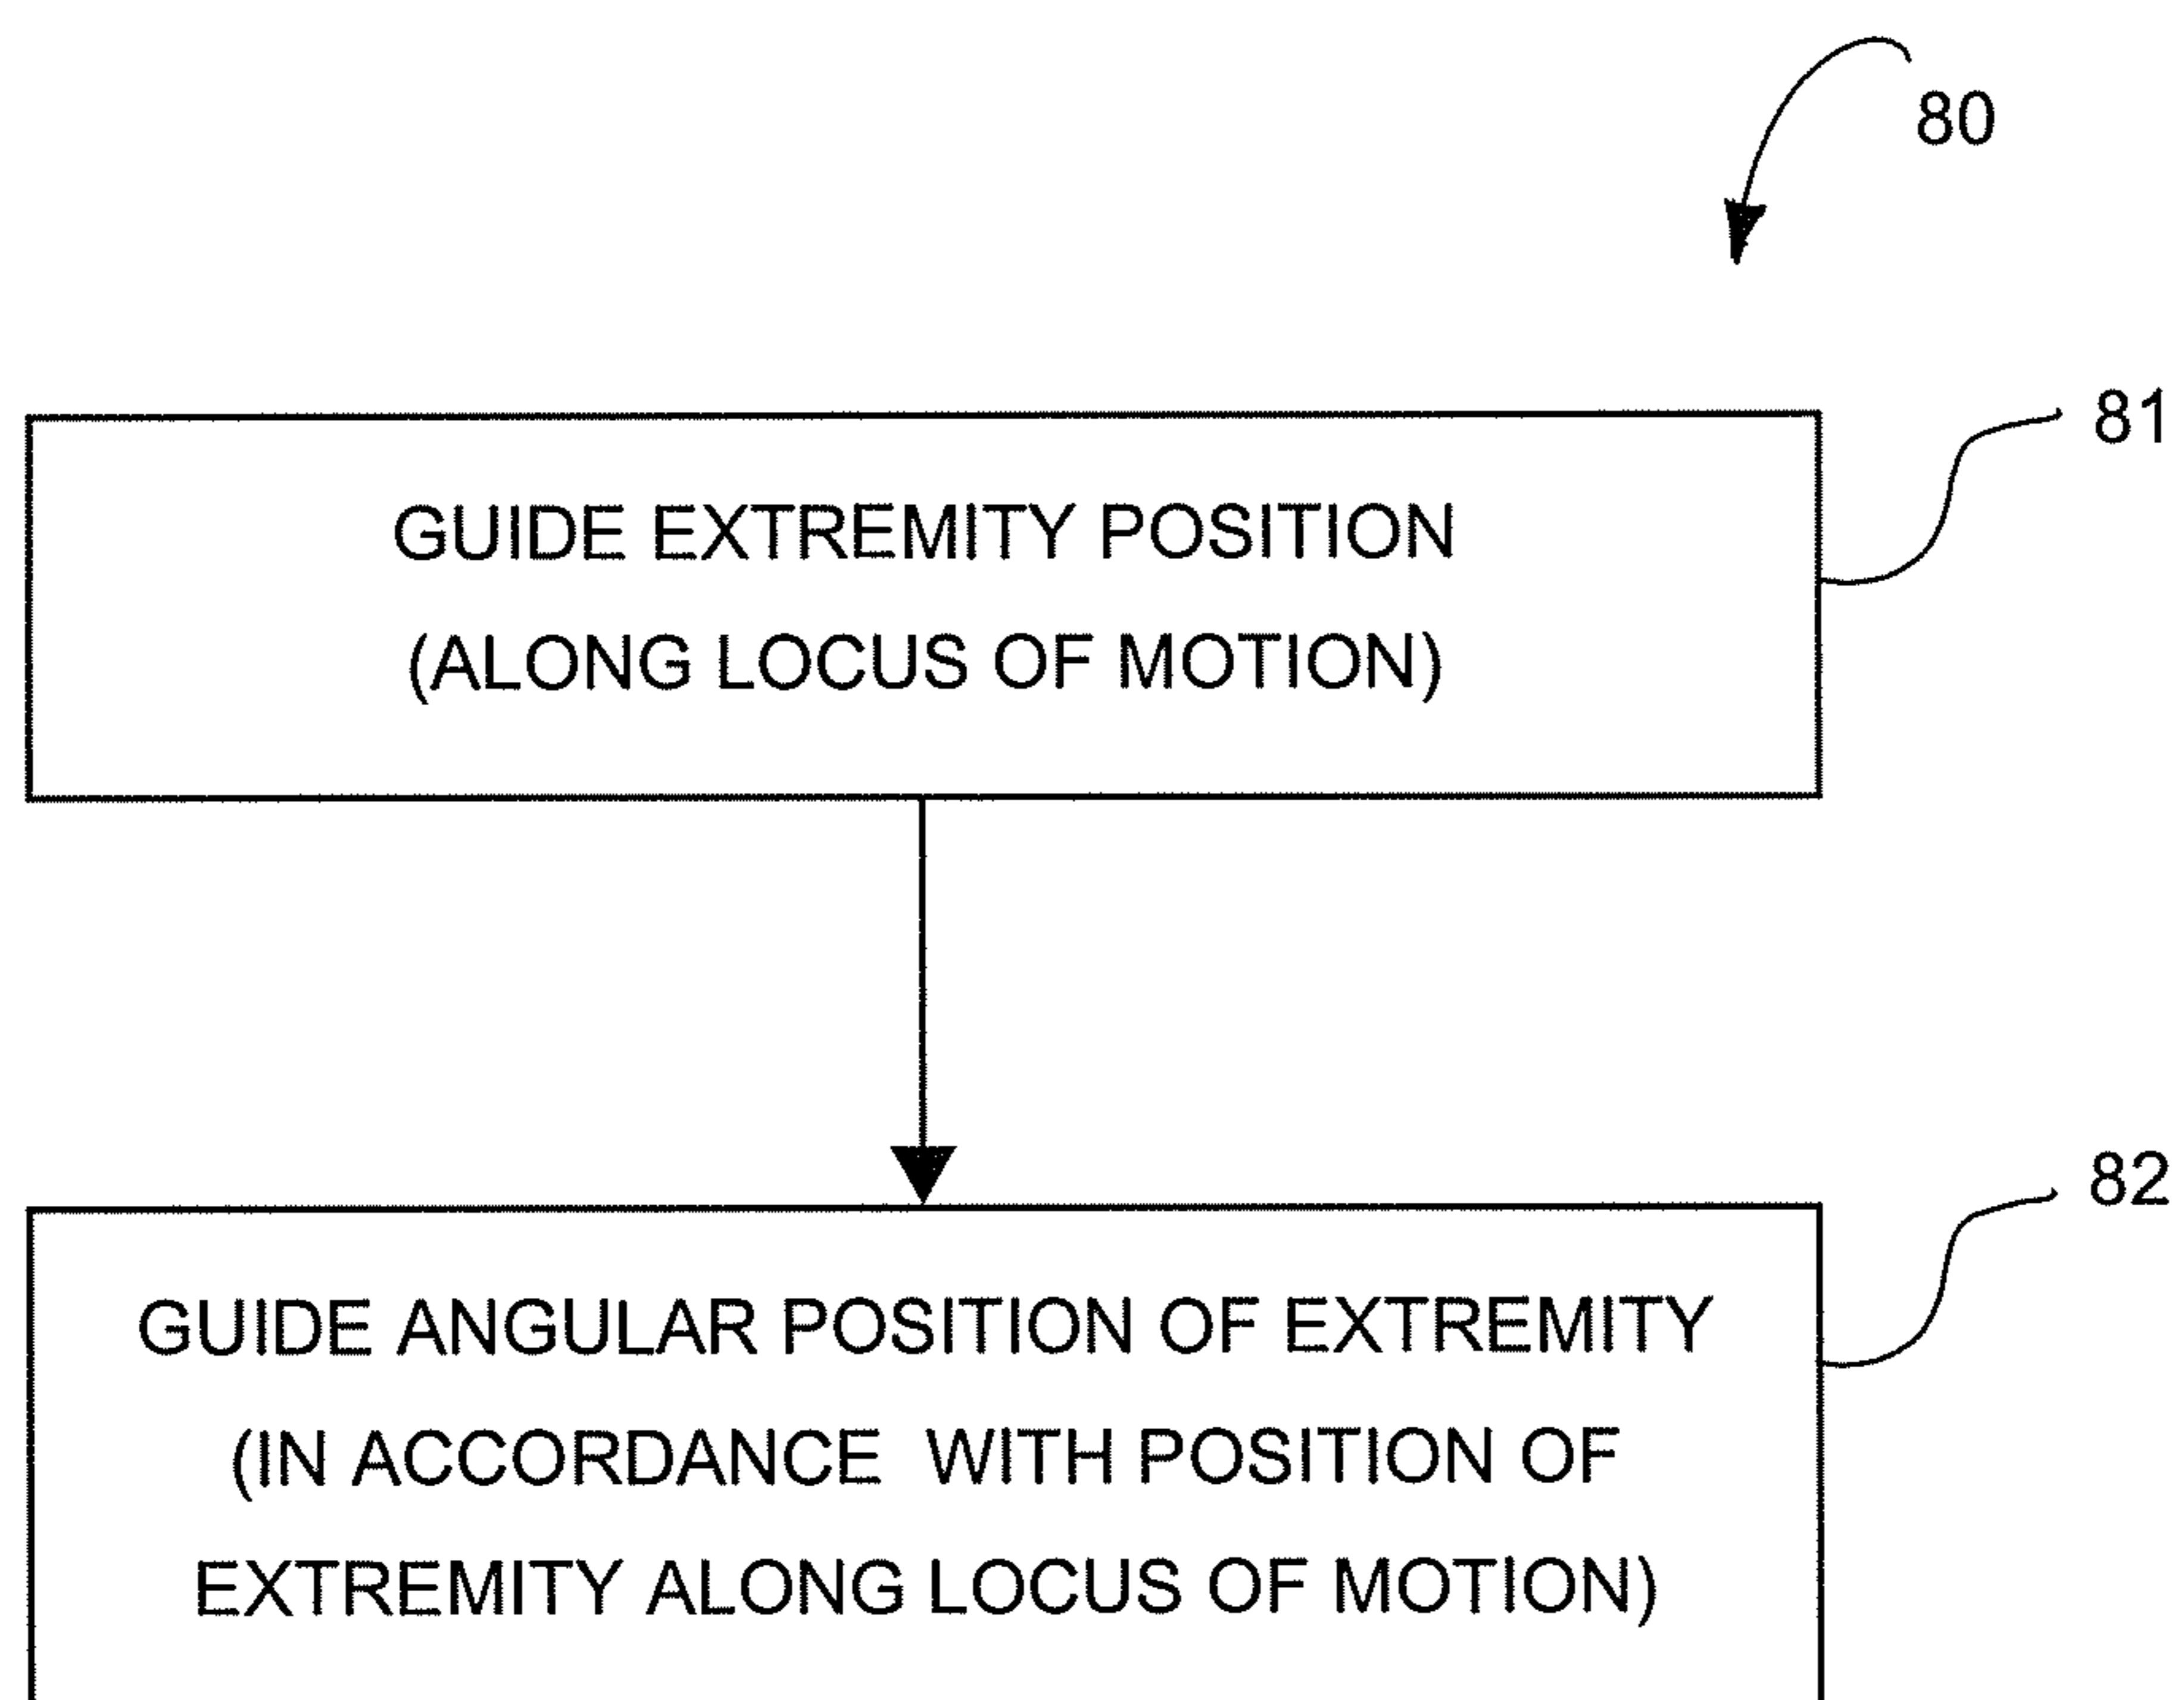 80
81
GUIDE EXTREMITY POSITION
(ALONG LOCUS OF MOTION)
82
GUIDE ANGULAR POSITION OF EXTREMITY
(IN ACCORDANCE WITH POSITION OF
EXTREMITY ALONG LOCUS OF MOTION)